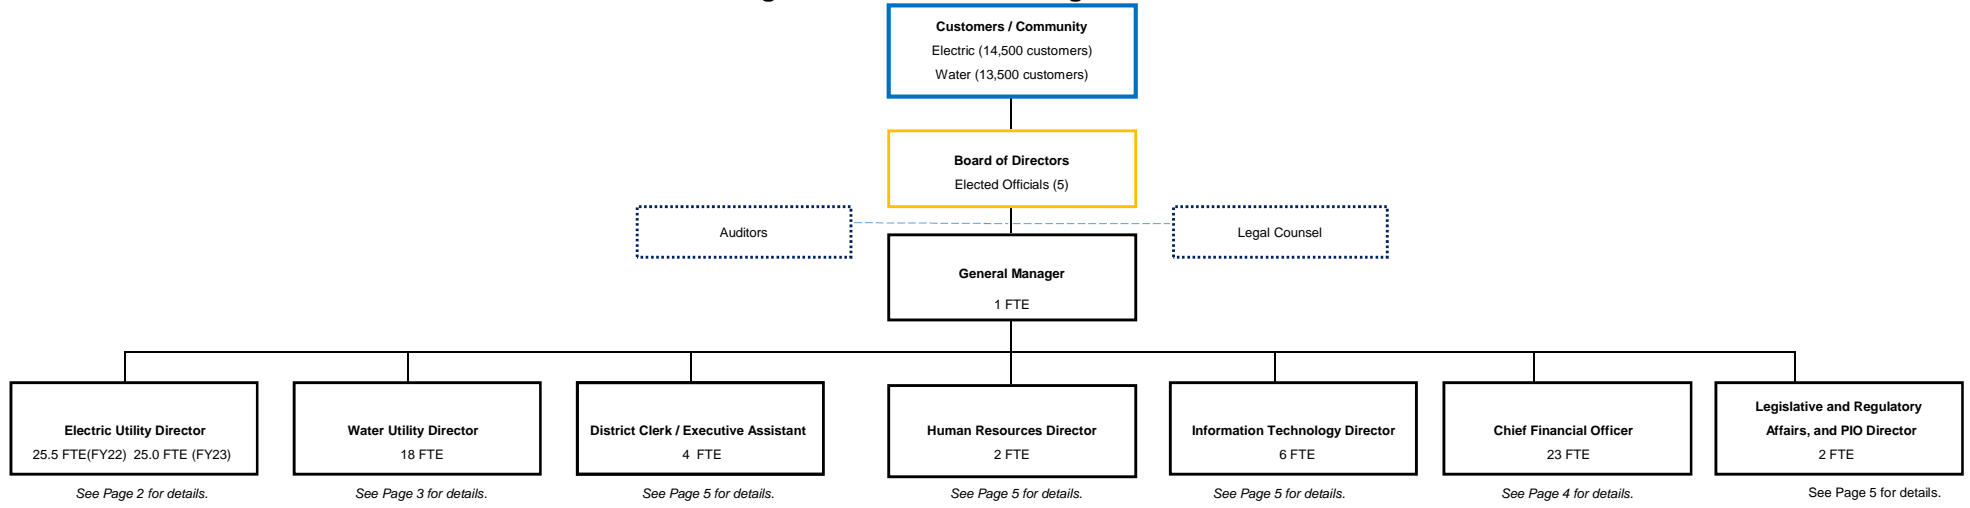 Customers / Community
Electric (14,500 customers)
Water (13,500 customers)
Board of Directors
Elected Officials (5)
Auditors
Legal Counsel
General Manager
1 FTE
Electric Utility Director
25.5 FTE(FY22)  25.0 FTE (FY23)
See Page 2 for details.
Water Utility Director
18 FTE
See Page 3 for details.
District Clerk / Executive Assistant
4  FTE
See Page 5 for details.
Human Resources Director
2 FTE
See Page 5 for details.
Information Technology Director
6 FTE
See Page 5 for details.
Chief Financial Officer
23 FTE
See Page 4 for details.
Legislative and Regulatory
Affairs, and PIO Director
2 FTE
See Page 5 for details.